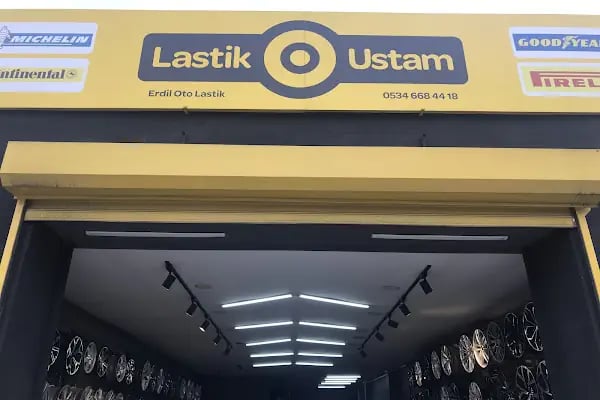 MICHELIN
Continental
Lastik Ustam
Erdil Oto Lastik
0534 668 44 18
GOODYEAR
PIRELLI